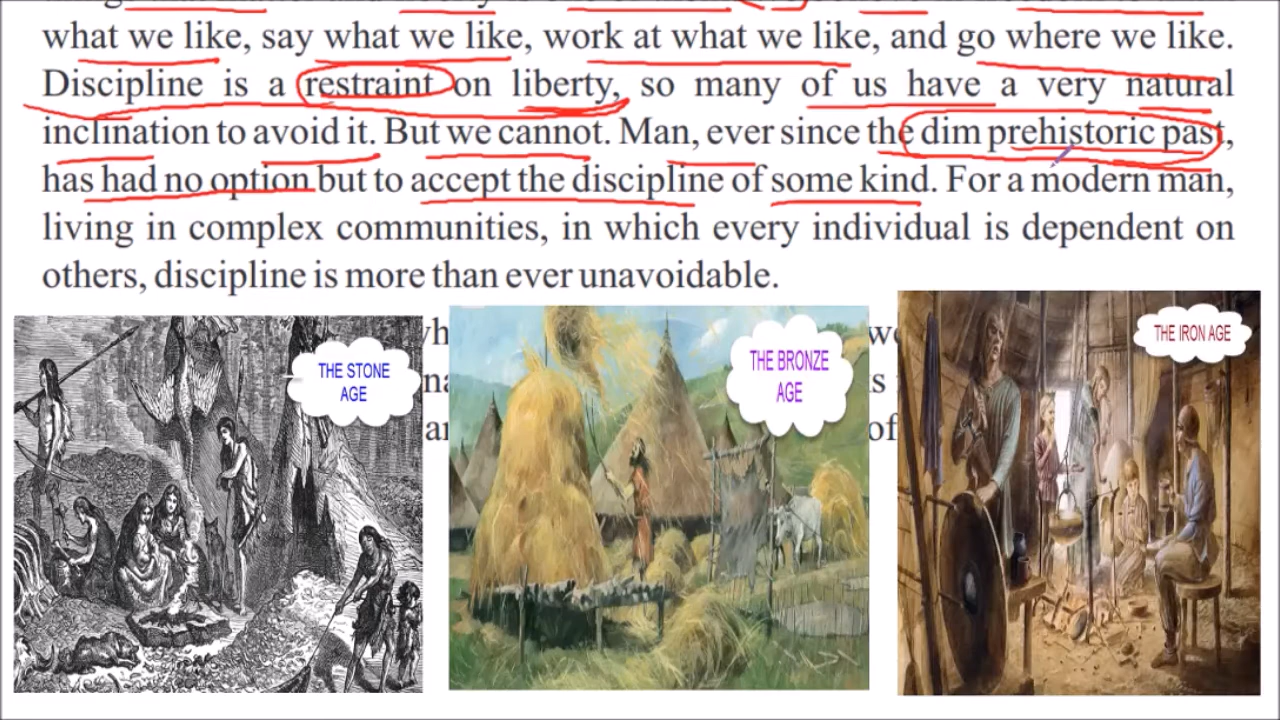 what we like, say what we like, work at what we like, and go where we like.
Discipline is a restraint on liberty, so many of us have a very natural
inclination to avoid it. But we cannot. Man, ever since the dim prehistoric past,
has had no option but to accept the discipline of some kind. For a modern man,
living in complex communities, in which every individual is dependent on
others, discipline is more than ever unavoidable.
THE STONE
AGE
THE BRONZE
AGE
THE IRON AGE